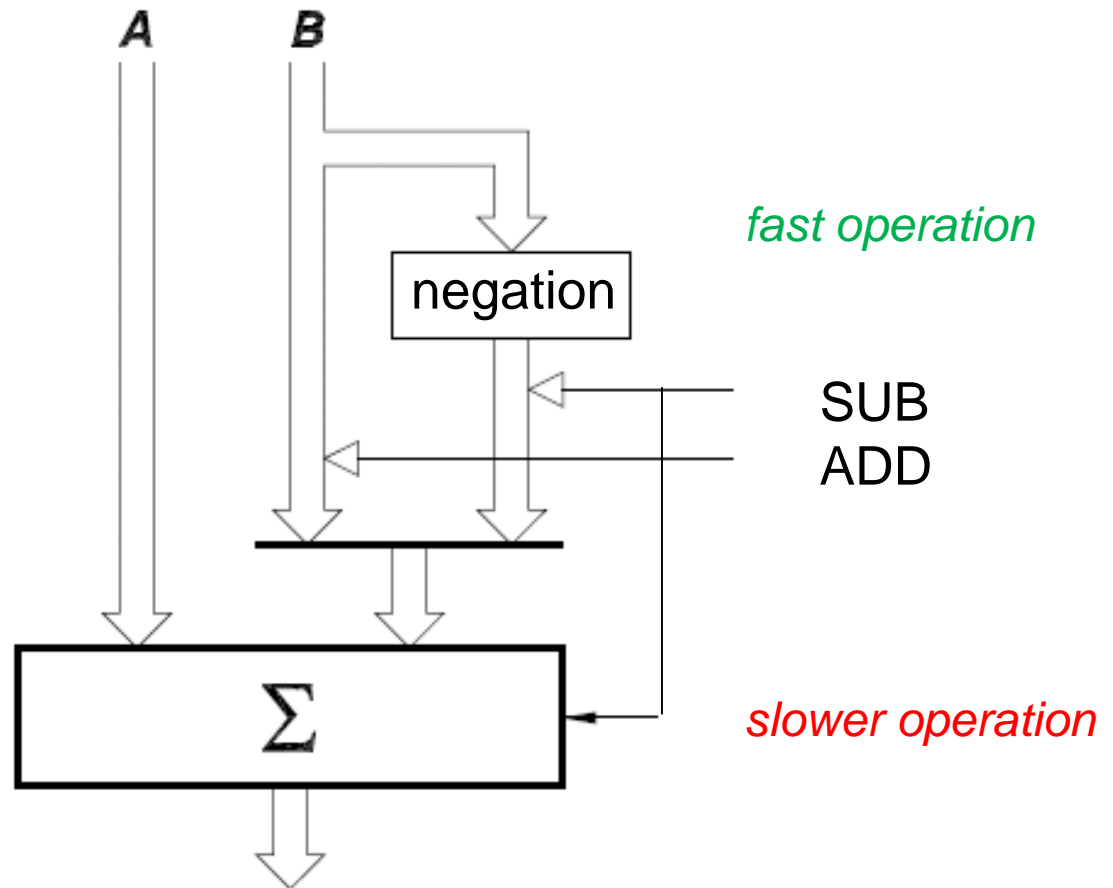 A B
fast operation
negation
SUB
ADD
Σ
slower operation